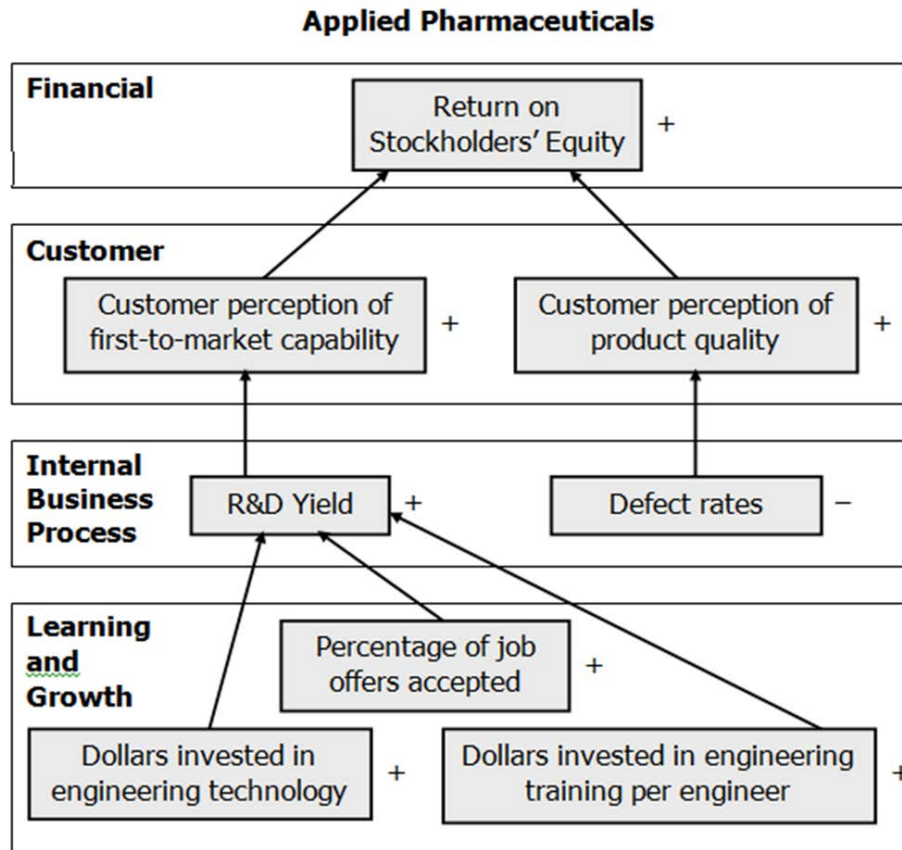 Applied Pharmaceuticals
Financial
Return on
Stockholders’ Equity
+
Customer
Customer perception of
first-to-market capability
+
Customer perception of
product quality
+
Internal
Business
Process
R&D Yield
+
Defect rates
−
Learning
and
Growth
Percentage of job
offers accepted
+
Dollars invested in
engineering technology
+
Dollars invested in engineering
training per engineer
+